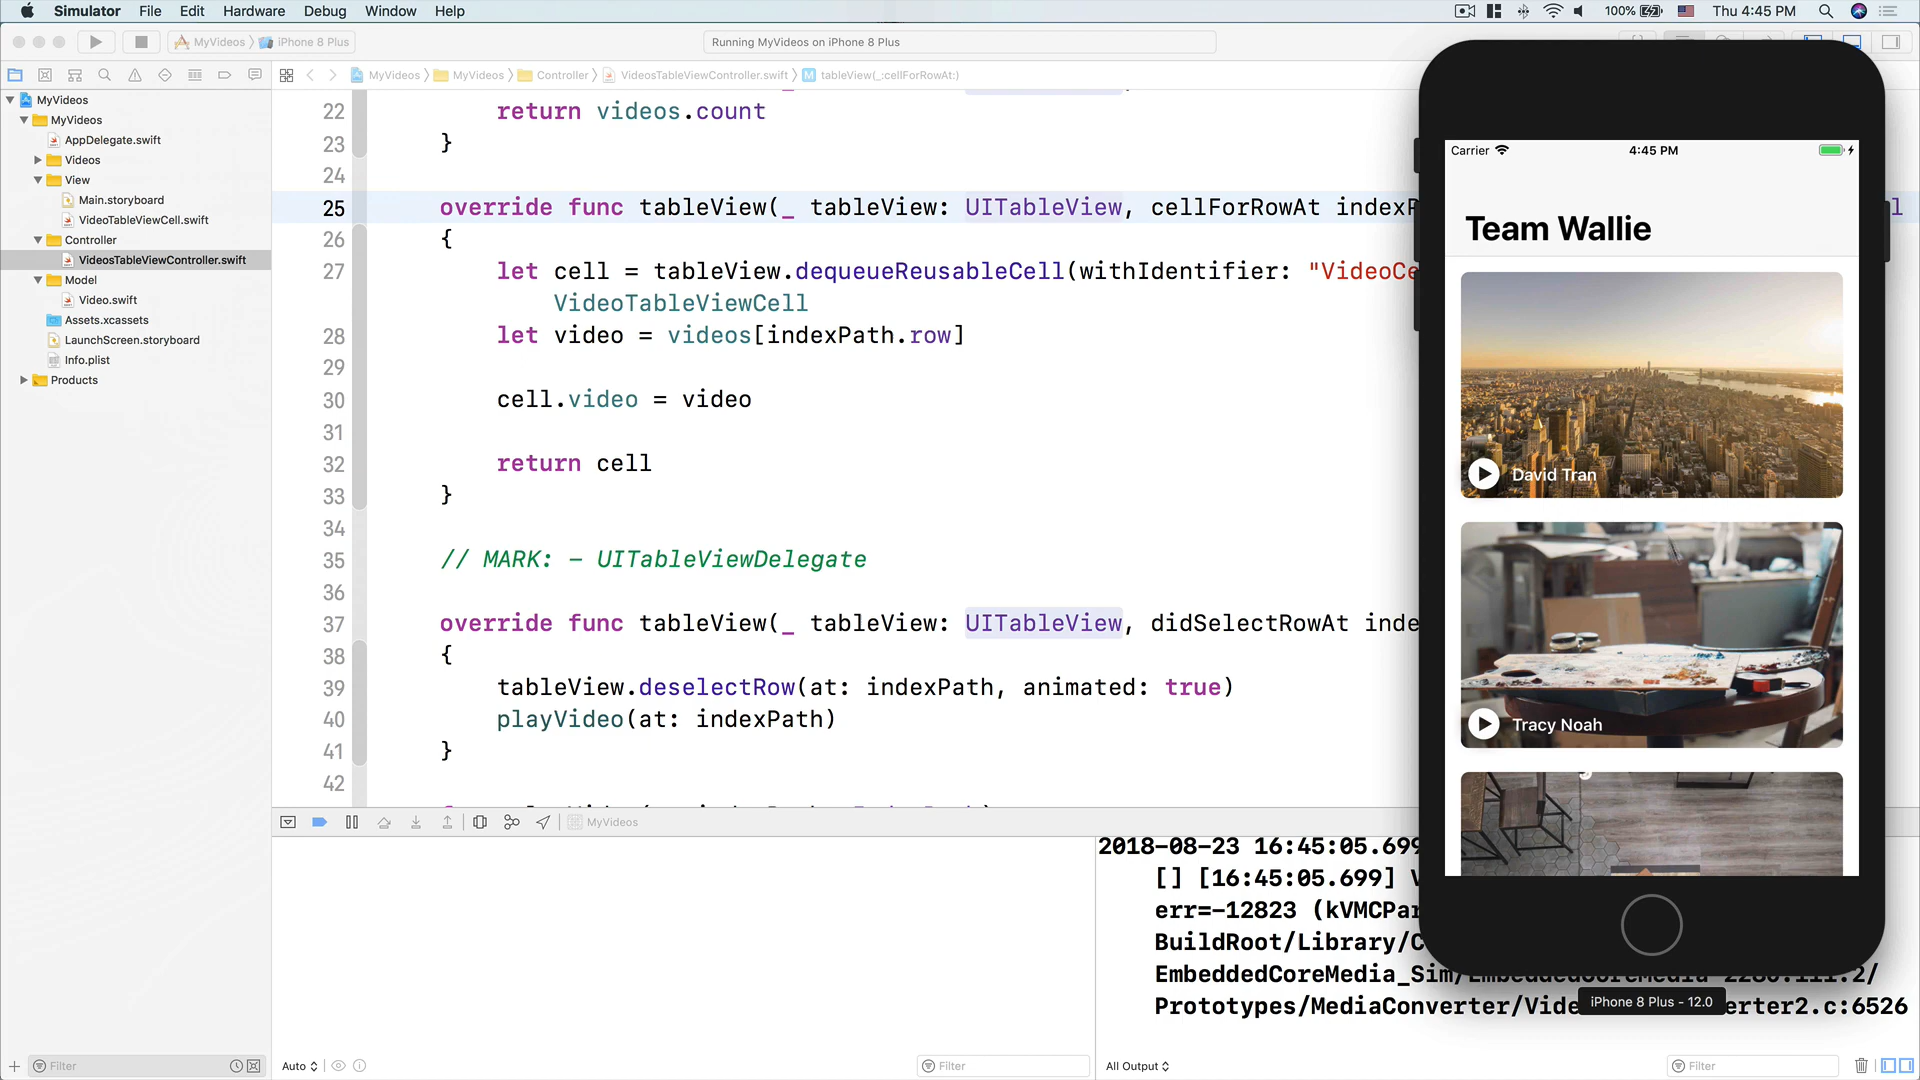 Simulator File Edit Hardware Debug Window Help 100% Thu 4:45 PM
MyVideos iPhone 8 Plus Running MyVideos on iPhone 8 Plus
MyVideos MyVideos Controller VideosTableViewController.swift M tableView(_:cellForRowAt:)
MyVideos
MyVideos
AppDelegate.swift
Videos
View
Main.storyboard
VideoTableViewCell.swift
Controller
VideosTableViewController.swift
Model
Video.swift
Assets.xcassets
LaunchScreen.storyboard
Info.plist
Products
Filter
22 return videos.count
23 }
24
25 override func tableView(_ tableView: UITableView, cellForRowAt indexP
26 {
27 let cell = tableView.dequeueReusableCell(withIdentifier: "VideoCe
VideoTableViewCell
28 let video = videos[indexPath.row]
29
30 cell.video = video
31
32 return cell
33 }
34
35 // MARK: - UITableViewDelegate
36
37 override func tableView(_ tableView: UITableView, didSelectRowAt inde
38 {
39 tableView.deselectRow(at: indexPath, animated: true)
40 playVideo(at: indexPath)
41 }
42
MyVideos
2018-08-23 16:45:05.699
[] [16:45:05.699] V
err=-12823 (kVMCPar
BuildRoot/Library/C
EmbeddedCoreMedia_Sim/EmbeddedCoreMedia-2280.111.2/
Prototypes/MediaConverter/Vide erter2.c:6526
Auto Filter All Output Filter
Carrier 4:45 PM
Team Wallie
David Tran
Tracy Noah
iPhone 8 Plus - 12.0